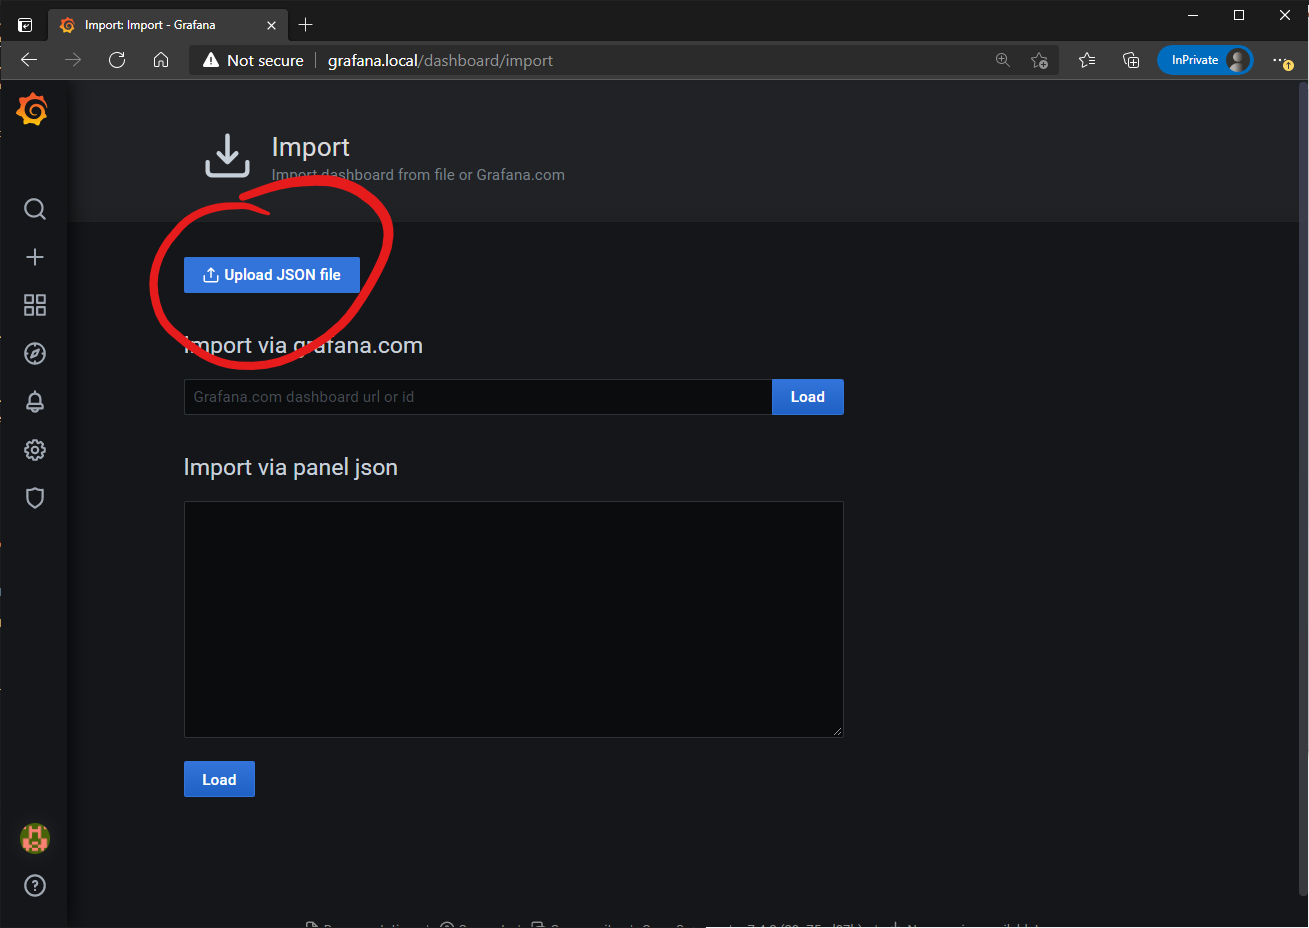 Import: Import - Grafana
Not secure grafana.local/dashboard/import
InPrivate
Import
Import dashboard from file or Grafana.com
Upload JSON file
Import via grafana.com
Grafana.com dashboard url or id
Load
Import via panel json
Load